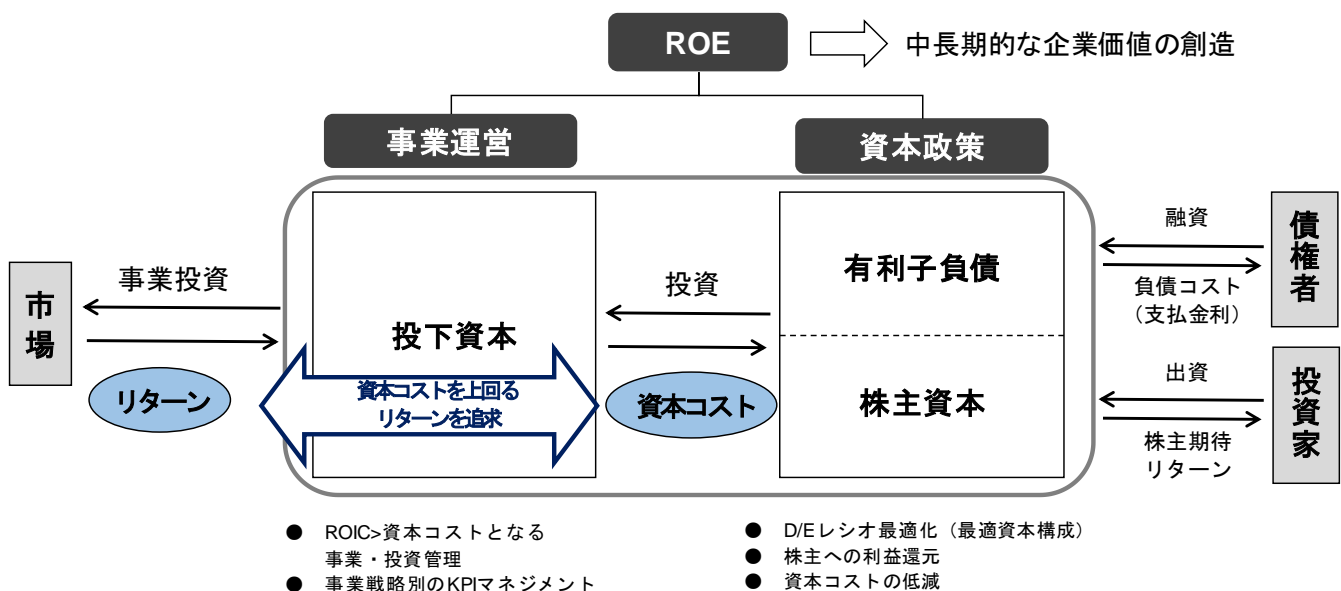 ROE
中長期的な企業価値の創造
事業運営
資本政策
市場
事業投資
リターン
投下資本
資本コストを上回る
リターンを追求
投資
資本コスト
有利子負債
株主資本
融資
負債コスト
（支払金利）
債権者
出資
株主期待
リターン
投資家
● ROIC>資本コストとなる
事業・投資管理
● 事業戦略別のKPIマネジメント
● D/Eレシオ最適化（最適資本構成）
● 株主への利益還元
● 資本コストの低減